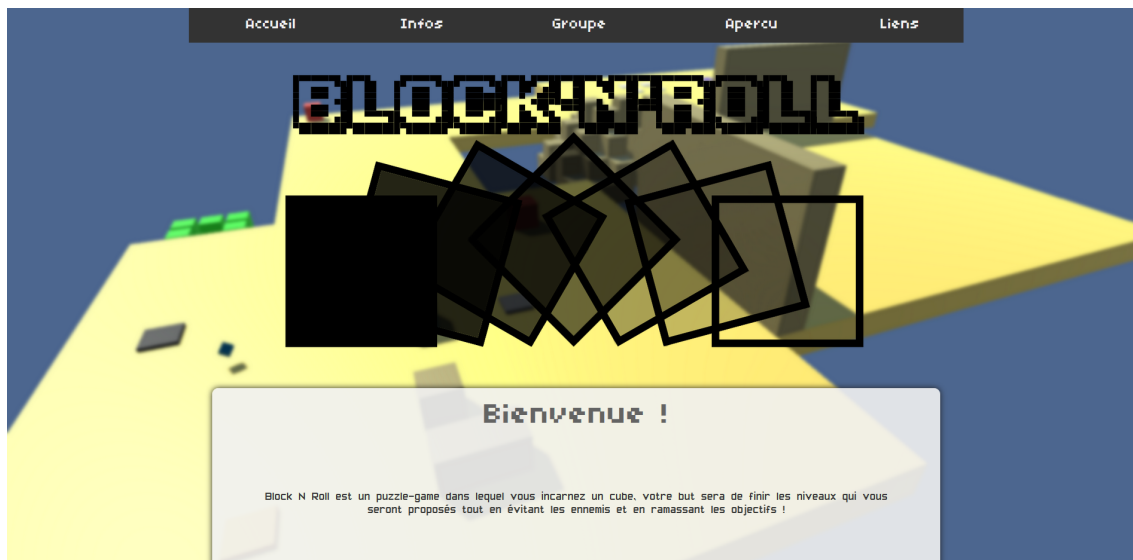 Accueil Infos Groupe Apercu Liens
BLOCK'N'ROLL
Bienvenue !
Block N Roll est un puzzle-game dans lequel vous incarnez un cube, votre but sera de finir les niveaux qui vous
seront proposés tout en évitant les ennemis et en ramassant les objectifs !